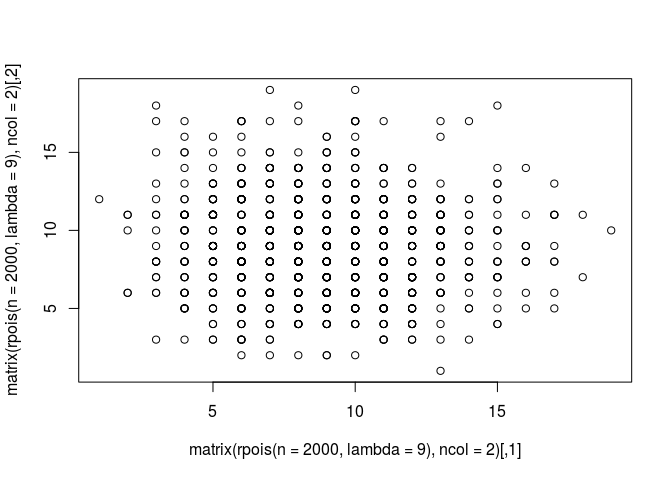 matrix(rpois(n = 2000, lambda = 9), ncol = 2)[,2]
15
10
5
5 10 15
matrix(rpois(n = 2000, lambda = 9), ncol = 2)[,1]